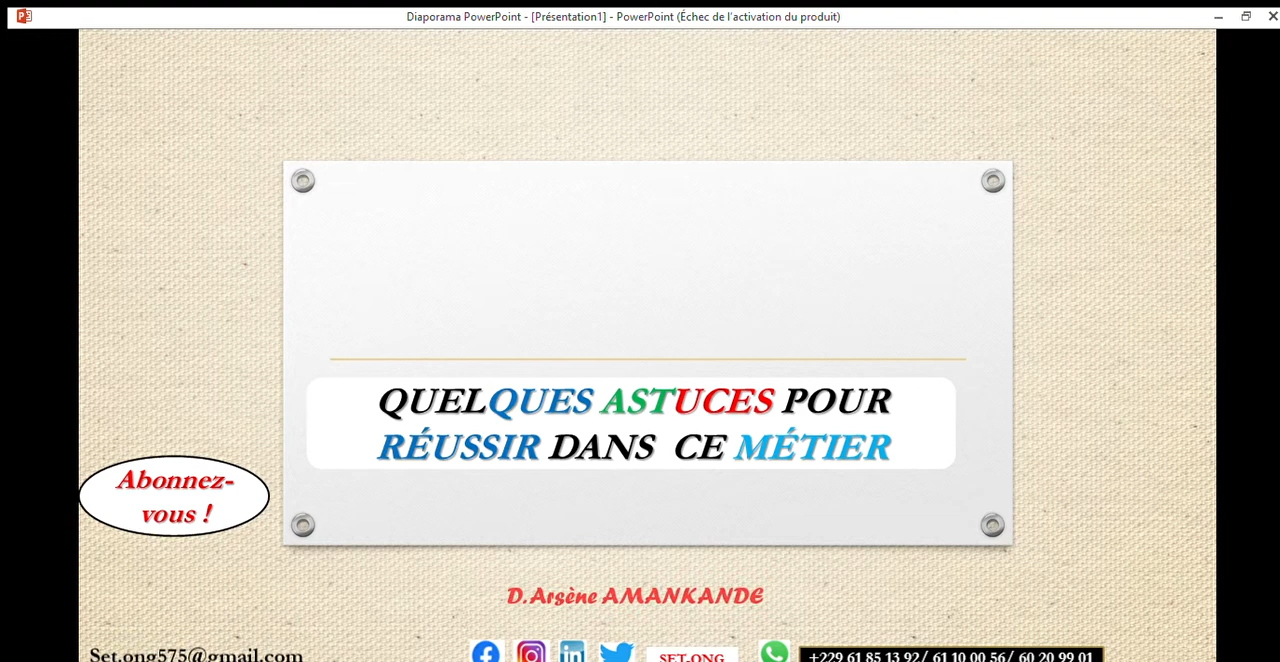 Diaporama PowerPoint - [Présentation1] - PowerPoint (Échec de l'activation du produit)
QUELQUES ASTUCES POUR
RÉUSSIR DANS CE MÉTIER
Abonnez-
vous !
D.Arsène AMANKANDE
Set.ong575@gmail.com
SET-ONG
+229 61 85 13 92/ 61 10 00 56/ 60 20 99 01